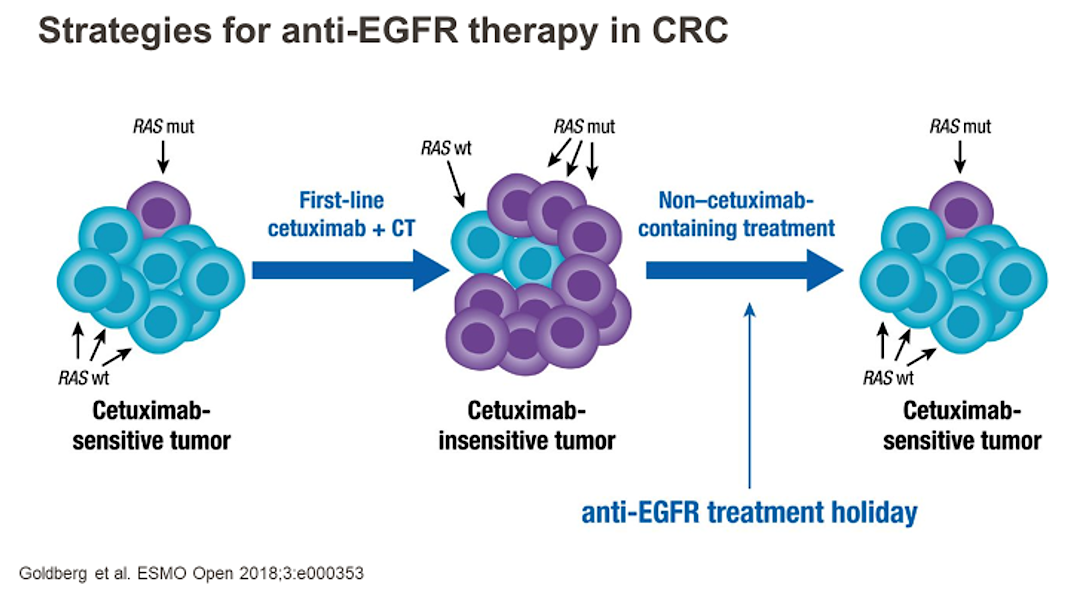 Strategies for anti-EGFR therapy in CRC
RAS mut
RAS wt
Cetuximab-
sensitive tumor
First-line
cetuximab + CT
RAS wt
RAS mut
Cetuximab-
insensitive tumor
Non–cetuximab-
containing treatment
anti-EGFR treatment holiday
RAS mut
RAS wt
Cetuximab-
sensitive tumor
Goldberg et al. ESMO Open 2018;3:e000353